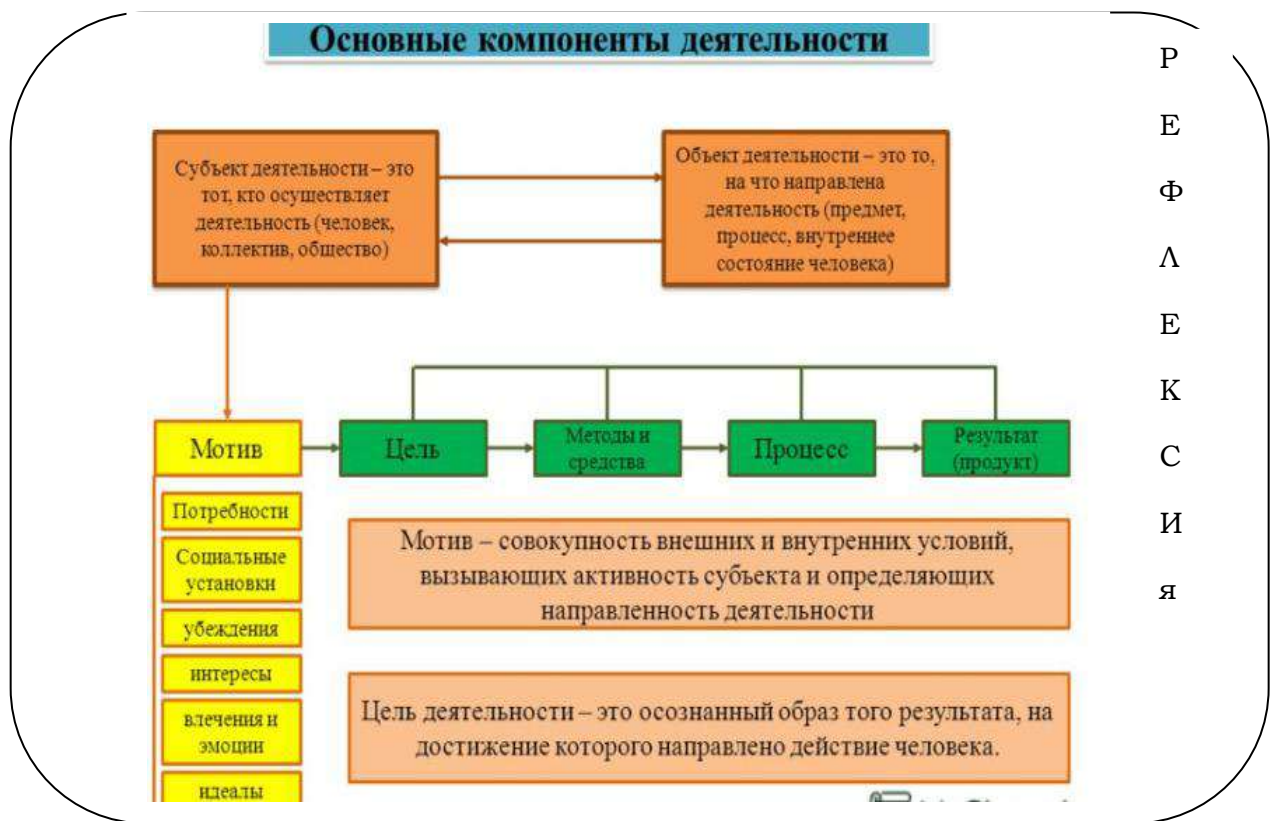 Основные компоненты деятельности
Субъект деятельности – это
тот, кто осуществляет
деятельность (человек,
коллектив, общество)
Объект деятельности – это то,
на что направлена
деятельность (предмет,
процесс, внутреннее
состояние человека)
Мотив
Цель
Методы и
средства
Процесс
Результат
(продукт)
Потребности
Социальные
установки
убеждения
интересы
влечения и
эмоции
идеалы
Мотив – совокупность внешних и внутренних условий,
вызывающих активность субъекта и определяющих
направленность деятельности
Цель деятельности – это осознанный образ того результата, на
достижение которого направлено действие человека.
Р
Е
Ф
Л
Е
К
С
И
я